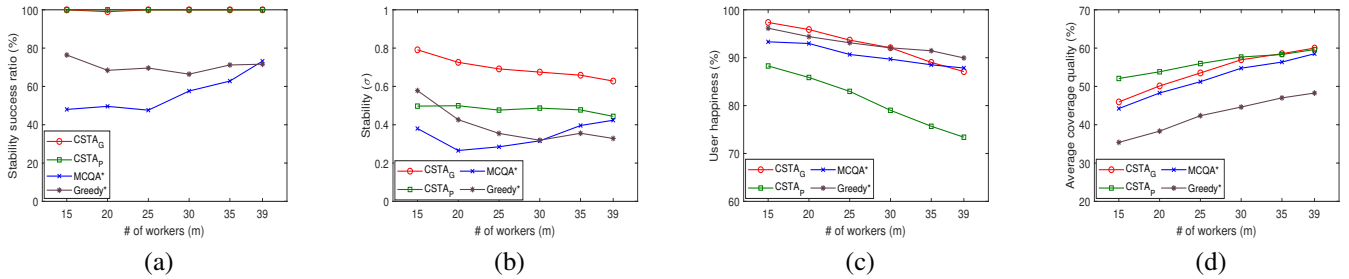 Stability success ratio (%)
100
80
60
40
20
0
CSTA_G
CSTA_P
MCQA*
Greedy*
15 20 25 30 35 39
# of workers (m)
(a)
Stability (σ)
1
0.8
0.6
0.4
0.2
0
CSTA_G MCQA*
CSTA_P Greedy*
15 20 25 30 35 39
# of workers (m)
(b)
User happiness (%)
100
90
80
70
60
CSTA_G MCQA*
CSTA_P Greedy*
15 20 25 30 35 39
# of workers (m)
(c)
Average coverage quality (%)
70
60
50
40
30
20
10
0
CSTA_G MCQA*
CSTA_P Greedy*
15 20 25 30 35 39
# of workers (m)
(d)